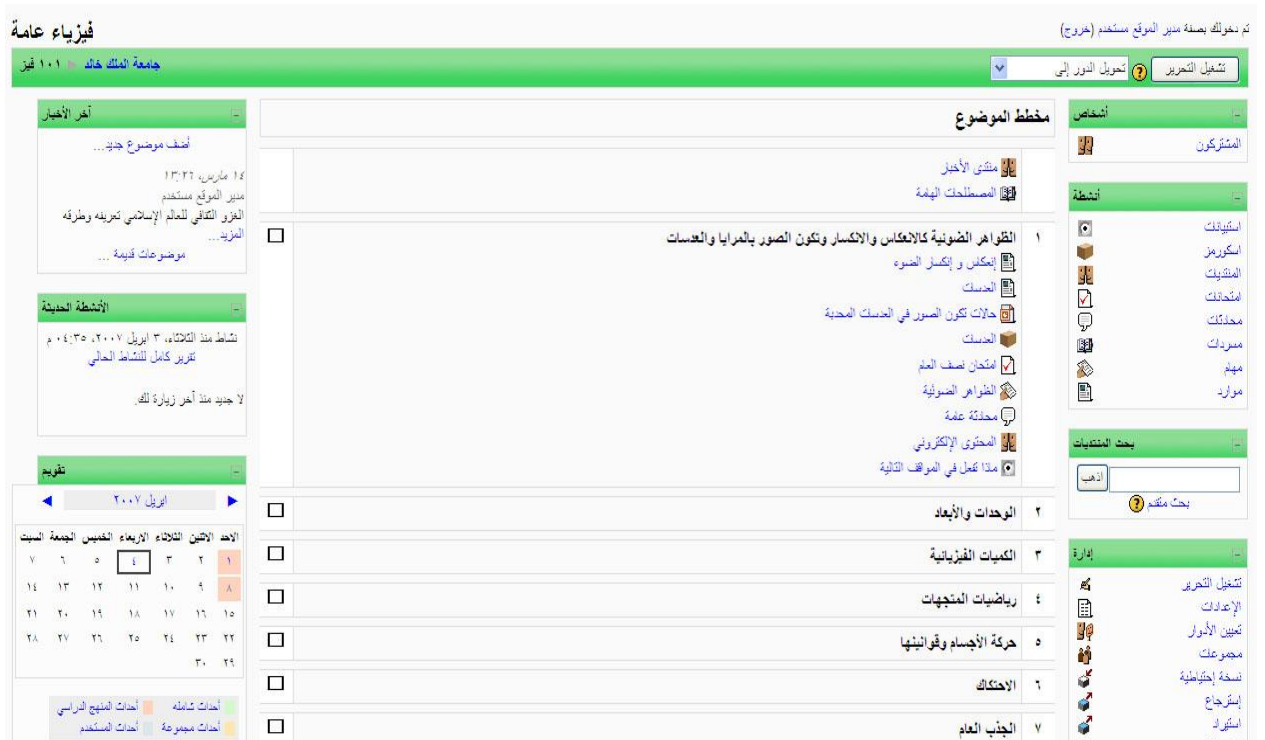 تم دخولك بصفة مدير الموقع مستخدم (خروج)
فيزياء عامة
تشغيل التحرير
تحويل الدور إلى
جامعة الملك خالد ◄ ١٠١ فيز
أشخاص
المشتركون
أنشطة
استبيانات
اسكورمز
المنتديات
امتحانات
محادثات
مسردات
مهام
موارد
بحث المنتديات
اذهب
بحث متقدم
إدارة
تشغيل التحرير
الإعدادات
تعيين الأدوار
مجموعات
نسخة إحتياطية
إسترجاع
استيراد
مخطط الموضوع
منتدى الأخبار
المصطلحات الهامة
١ الظواهر الضوئية كالانعكاس والانكسار وتكون الصور بالمرايا والعدسات
إنعكاس و إنكسار الضوء
العدسات
حالات تكون الصور في العدسات المحدبة
العدسات
امتحان نصف العام
الظواهر الضوئية
محادثة عامة
المحتوى الإلكتروني
ماذا تفعل في المواقف التالية
٢ الوحدات والأبعاد
٣ الكميات الفيزيائية
٤ رياضيات المتجهات
٥ حركة الأجسام وقوانينها
٦ الاحتكاك
٧ الجذب العام
آخر الأخبار
أضف موضوع جديد...
١٤ مارس، ١٣:٢٦
مدير الموقع مستخدم
الغزو الثقافي للعالم الإسلامي تعريفه وطرقه
المزيد...
موضوعات قديمة ...
الأنشطة الحديثة
نشاط منذ الثلاثاء، ٣ ابريل ٢٠٠٧، ٠٤:٣٥ م
تقرير كامل للنشاط الحالي
لا جديد منذ آخر زيارة لك.
تقويم
ابريل ٢٠٠٧
الاحد الاثنين الثلاثاء الاربعاء الخميس الجمعة السبت
١ ٢ ٣ ٤ ٥ ٦ ٧
٨ ٩ ١٠ ١١ ١٢ ١٣ ١٤
١٥ ١٦ ١٧ ١٨ ١٩ ٢٠ ٢١
٢٢ ٢٣ ٢٤ ٢٥ ٢٦ ٢٧ ٢٨
٢٩ ٣٠
أحداث شامله أحداث المنهج الدراسي
أحداث مجموعة أحداث المستخدم